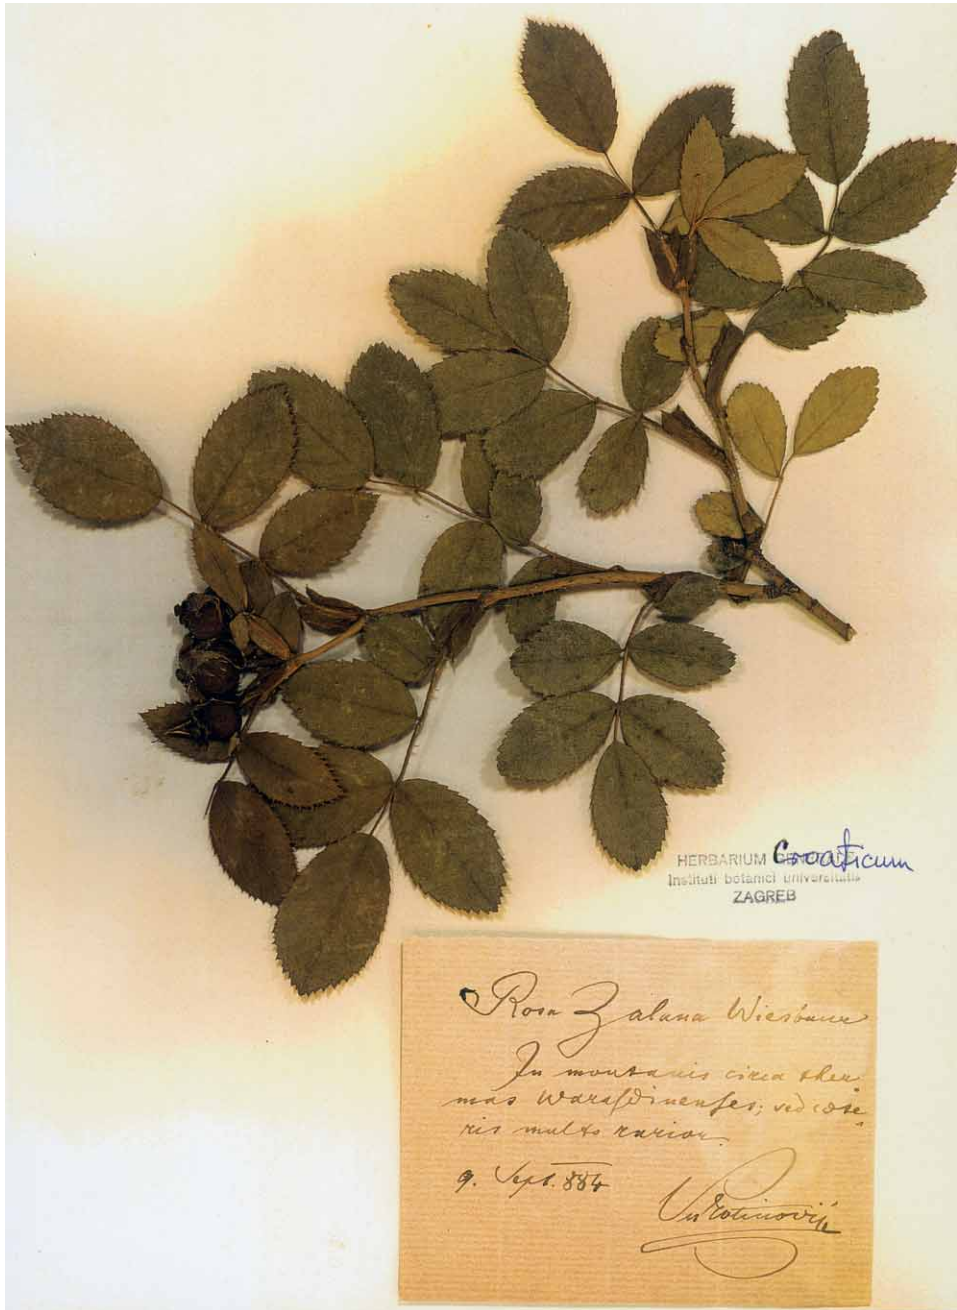 HERBARIUM Croaticum
Instituti botanici universitatis
ZAGREB
Rosa Zalana Wiesbaur
In montanis circa ther
mas Warasdinenses; sed
ris multo rarior.
9. Sept. 884
Vukotinović